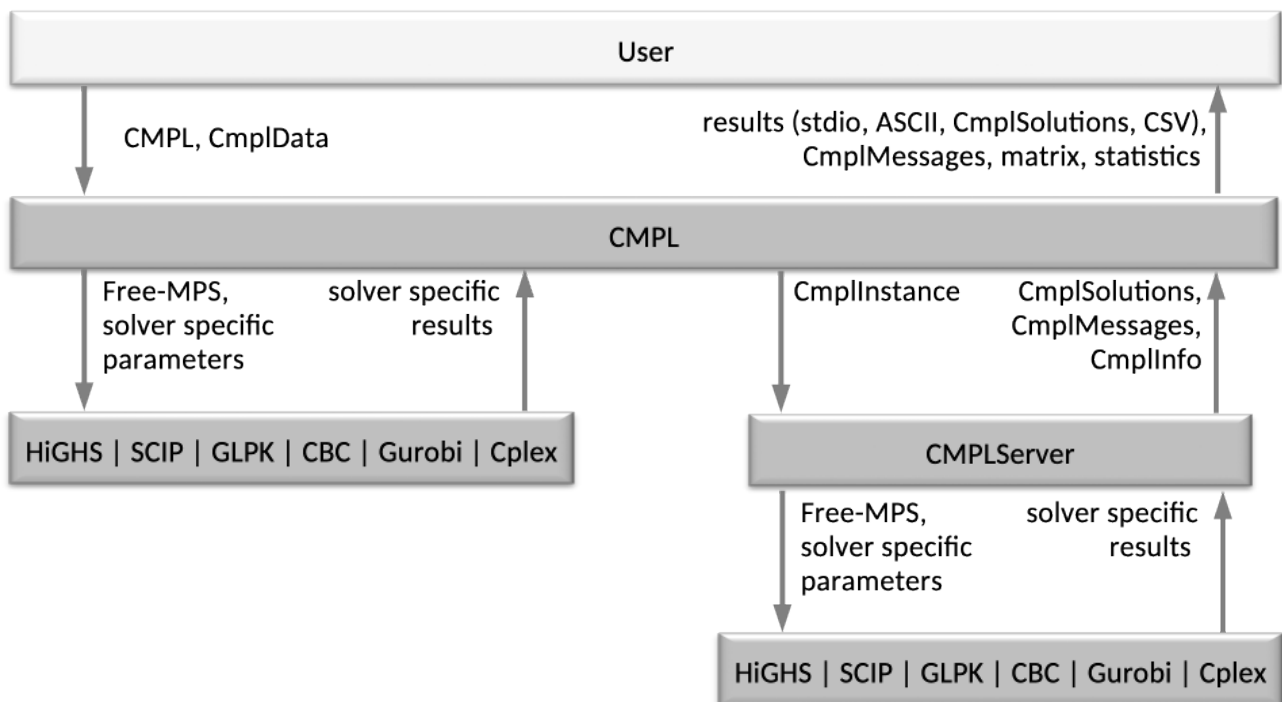 User
CMPL, CmplData
results (stdio, ASCII, CmplSolutions, CSV),
CmplMessages, matrix, statistics
CMPL
Free-MPS,
solver specific
parameters
solver specific
results
CmplInstance
CmplSolutions,
CmplMessages,
CmplInfo
HiGHS | SCIP | GLPK | CBC | Gurobi | Cplex
CMPLServer
Free-MPS,
solver specific
parameters
solver specific
results
HiGHS | SCIP | GLPK | CBC | Gurobi | Cplex